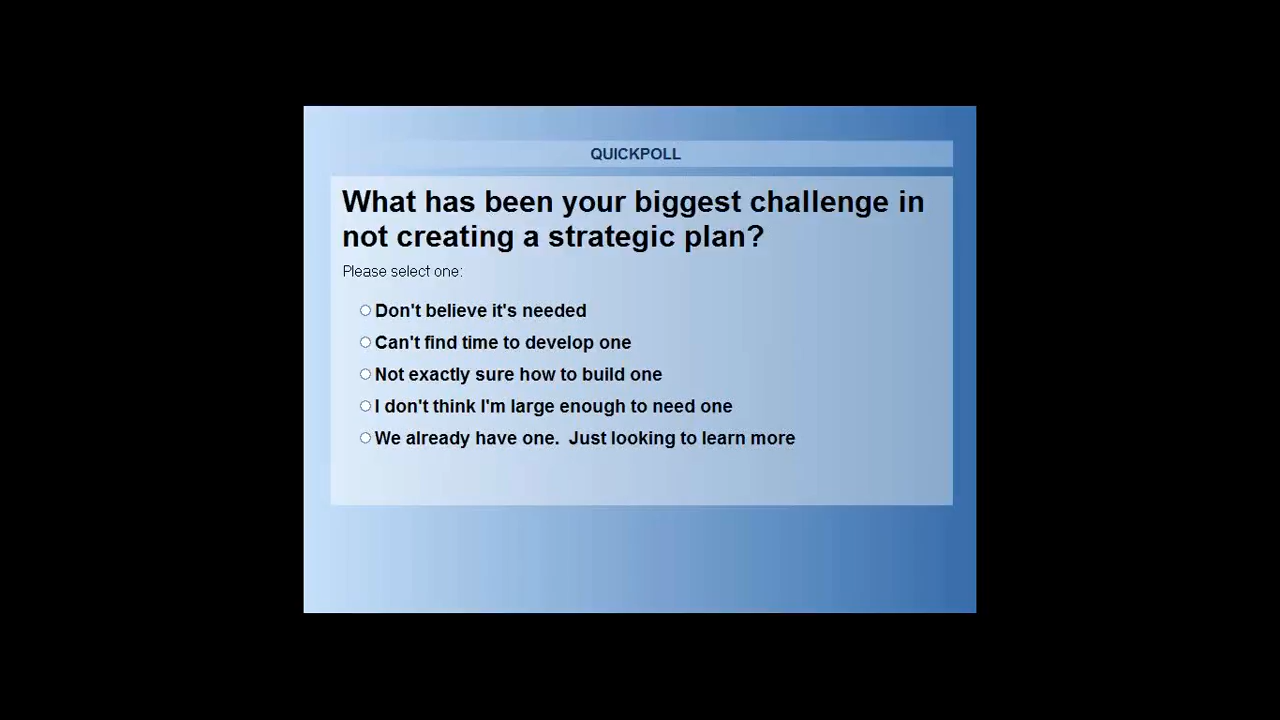 QUICKPOLL
What has been your biggest challenge in
not creating a strategic plan?
Please select one:
Don't believe it's needed
Can't find time to develop one
Not exactly sure how to build one
I don't think I'm large enough to need one
We already have one.  Just looking to learn more